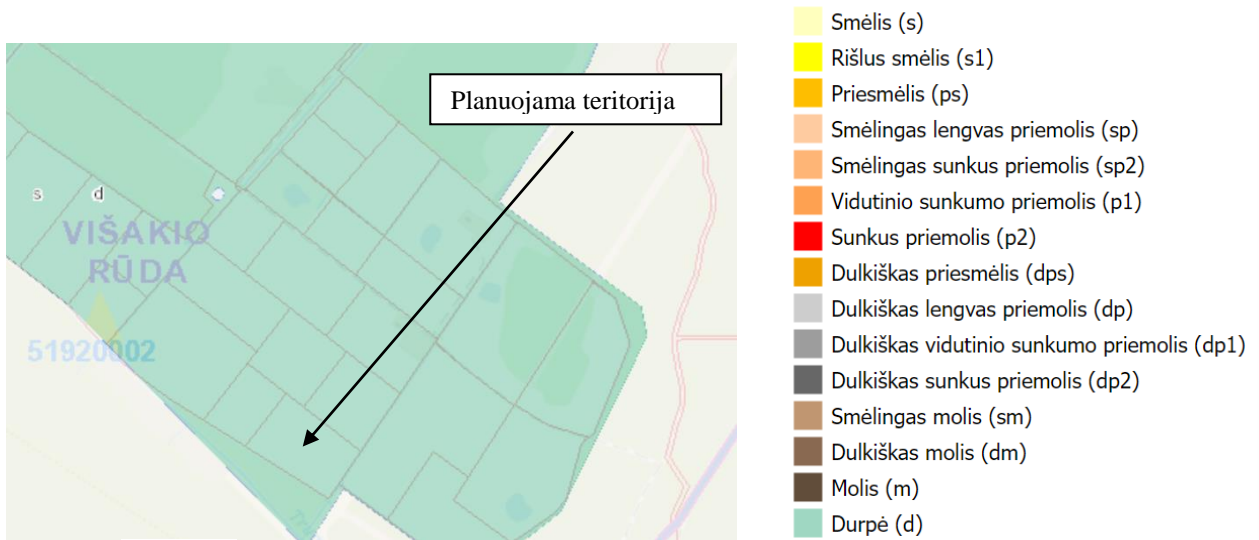 Planuojama teritorija
s d
VIŠAKIO
RŪDA
51920002
Smėlis (s)
Rišlus smėlis (s1)
Priesmėlis (ps)
Smėlingas lengvas priemolis (sp)
Smėlingas sunkus priemolis (sp2)
Vidutinio sunkumo priemolis (p1)
Sunkus priemolis (p2)
Dulkiškas priesmėlis (dps)
Dulkiškas lengvas priemolis (dp)
Dulkiškas vidutinio sunkumo priemolis (dp1)
Dulkiškas sunkus priemolis (dp2)
Smėlingas molis (sm)
Dulkiškas molis (dm)
Molis (m)
Durpė (d)